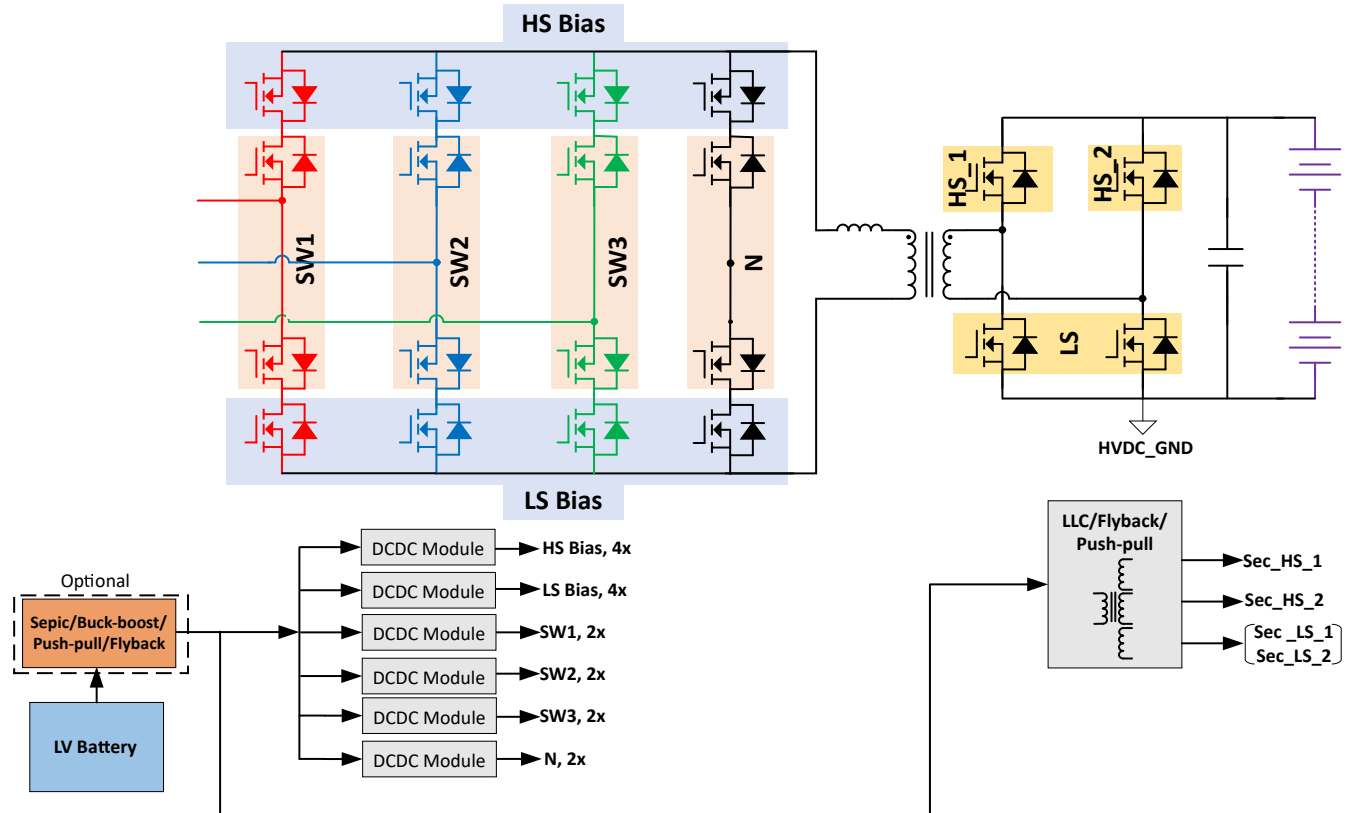 HS Bias
SW1
SW2
SW3
N
HS_1
HS_2
LS
HVDC_GND
LS Bias
Optional
Sepic/Buck-boost/
Push-pull/Flyback
LV Battery
DCDC Module
HS Bias, 4x
DCDC Module
LS Bias, 4x
DCDC Module
SW1, 2x
DCDC Module
SW2, 2x
DCDC Module
SW3, 2x
DCDC Module
N, 2x
LLC/Flyback/
Push-pull
Sec_HS_1
Sec_HS_2
Sec _LS_1
Sec_LS_2